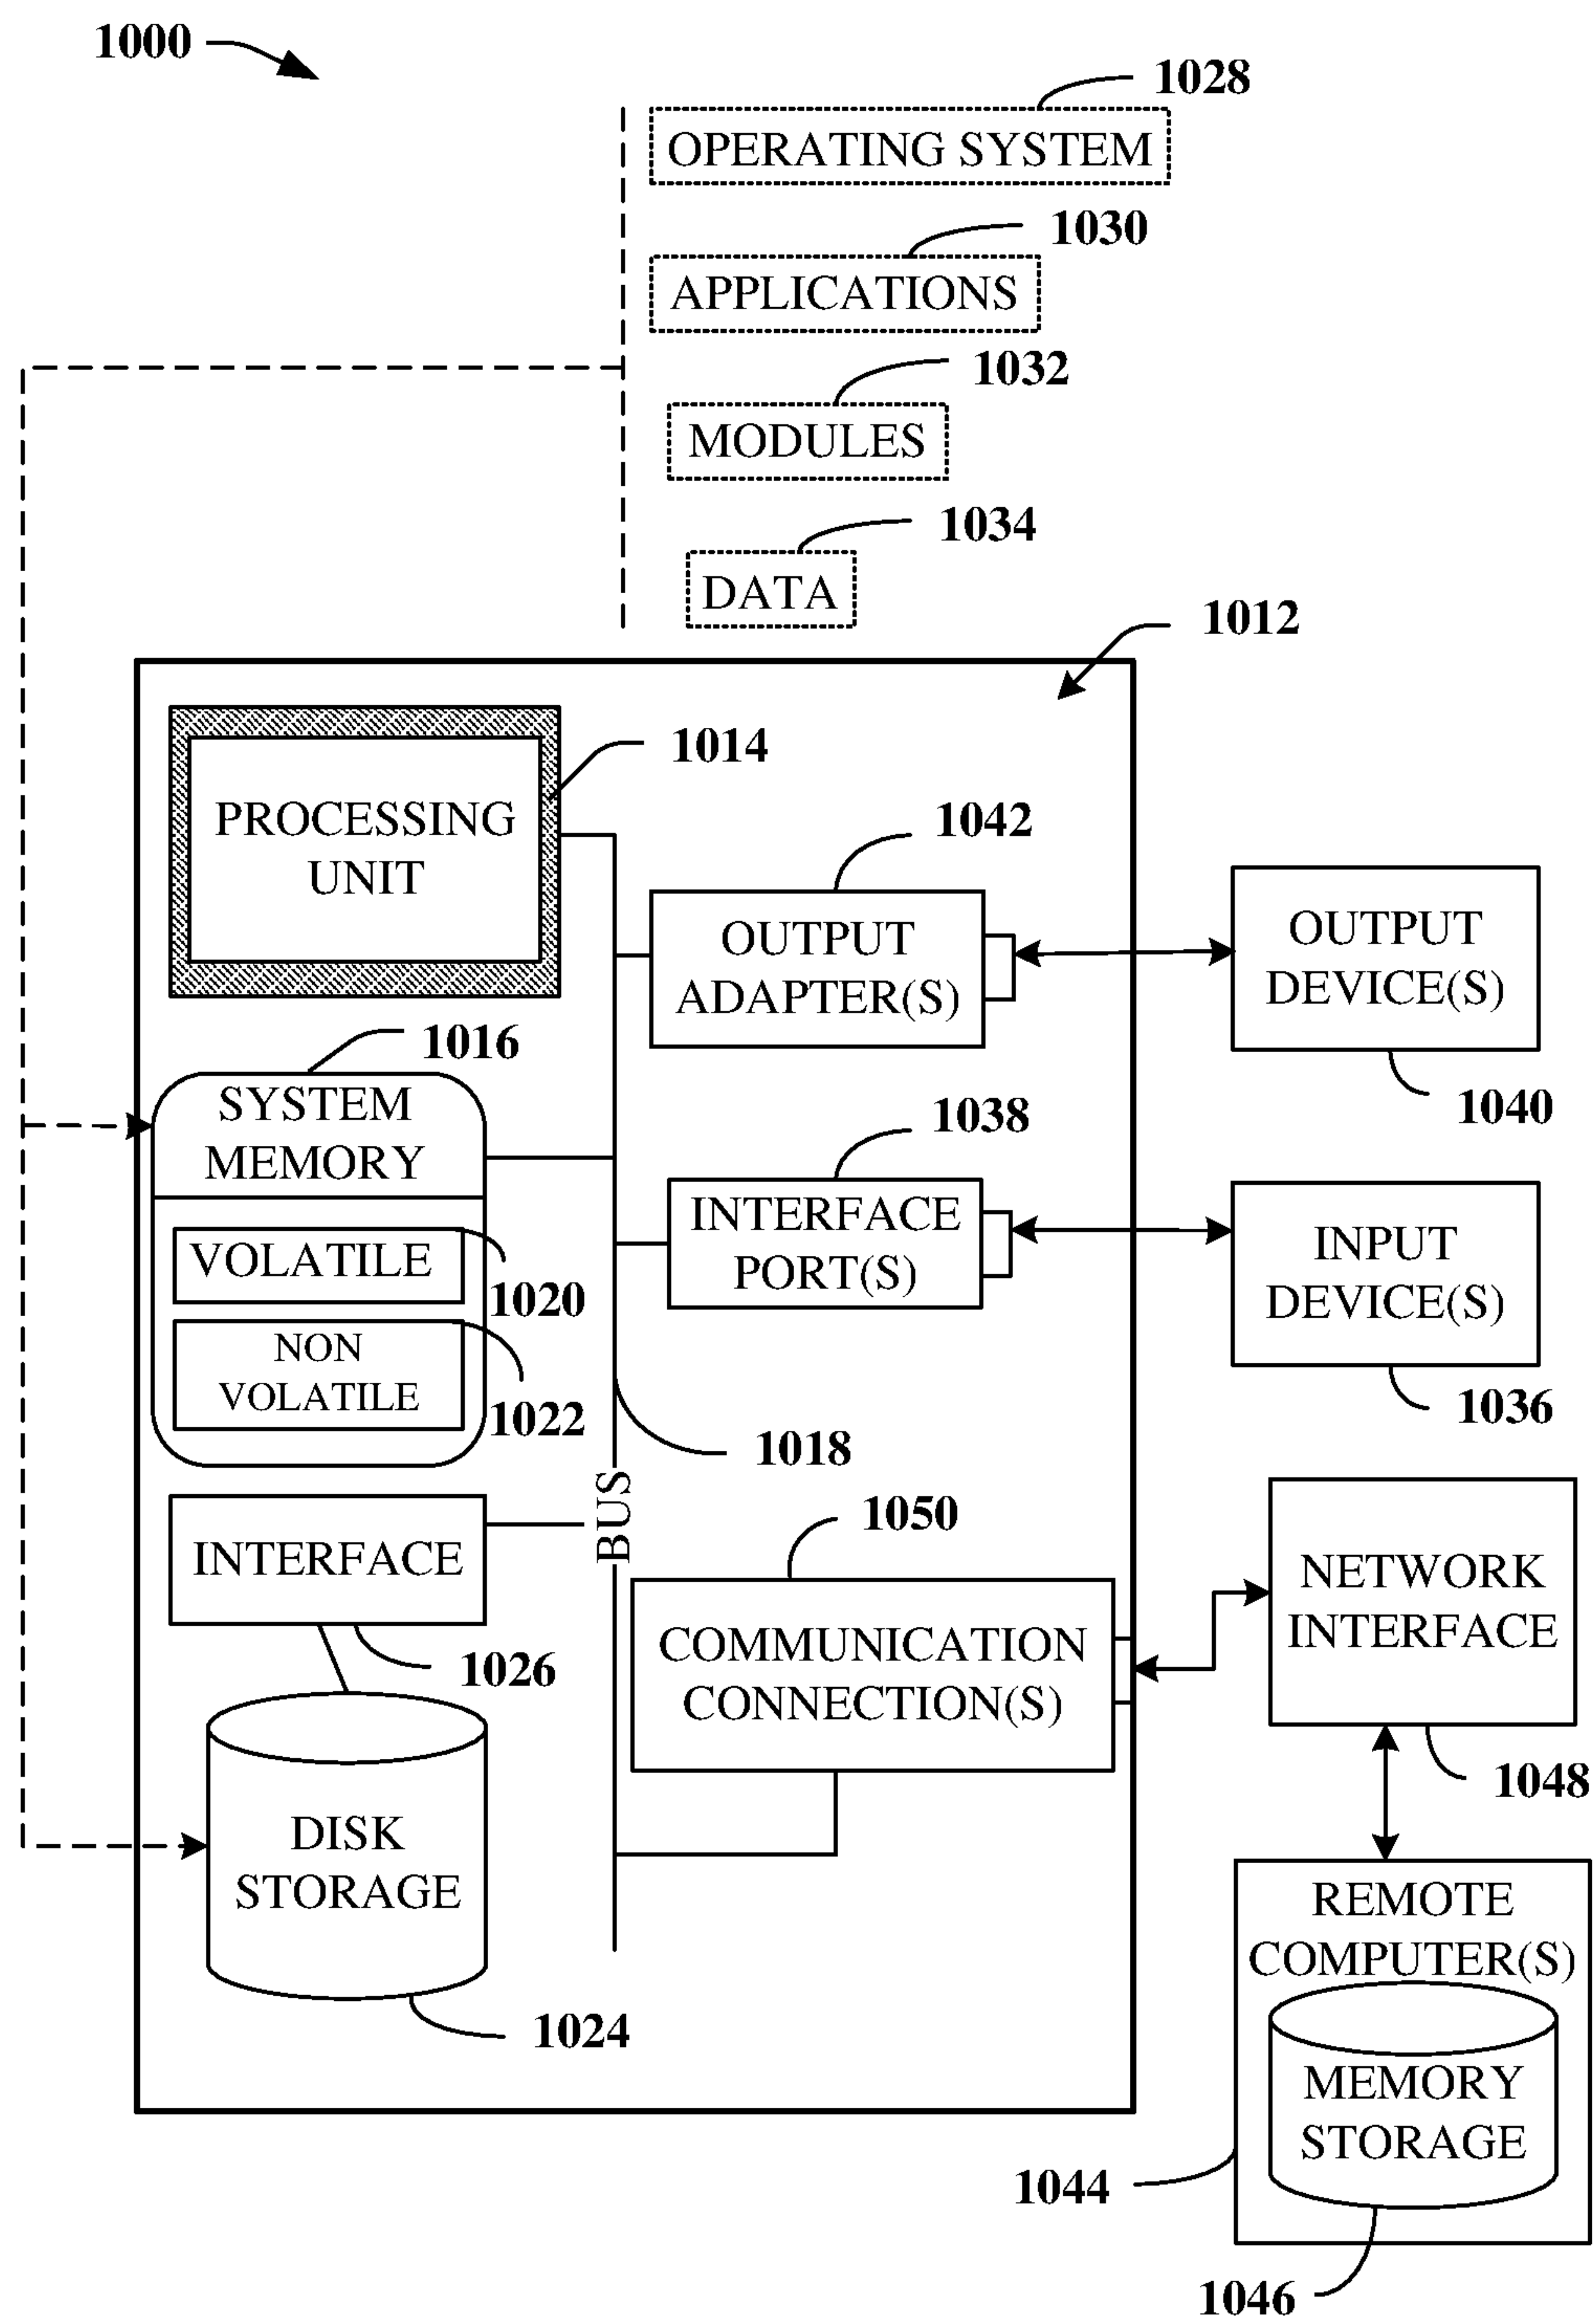 1000
1028
OPERATING SYSTEM
1030
APPLICATIONS
1032
MODULES
1034
DATA
1012
1014
PROCESSING
UNIT
1042
OUTPUT
ADAPTER(S)
OUTPUT
DEVICE(S)
1040
1016
SYSTEM
MEMORY
VOLATILE
1020
NON
VOLATILE
1022
1038
INTERFACE
PORT(S)
INPUT
DEVICE(S)
1036
1018
BUS
INTERFACE
1026
1050
COMMUNICATION
CONNECTION(S)
NETWORK
INTERFACE
1048
DISK
STORAGE
1024
REMOTE
COMPUTER(S)
MEMORY
STORAGE
1044
1046